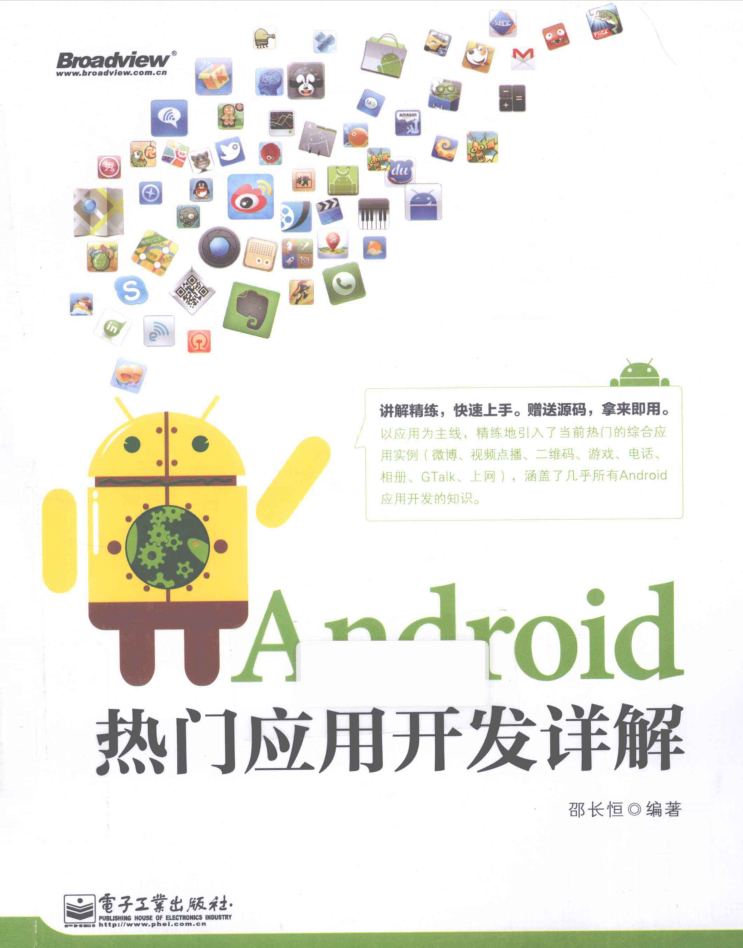 Broadview®
www.broadview.com.cn
讲解精练，快速上手。赠送源码，拿来即用。
以应用为主线，精练地引入了当前热门的综合应
用实例（微博、视频点播、二维码、游戏、电话、
相册、GTalk、上网），涵盖了几乎所有Android
应用开发的知识。
Android
热门应用开发详解
邵长恒◎编著
電子工業出版社
PUBLISHING HOUSE OF ELECTRONICS INDUSTRY
http://www.phei.com.cn